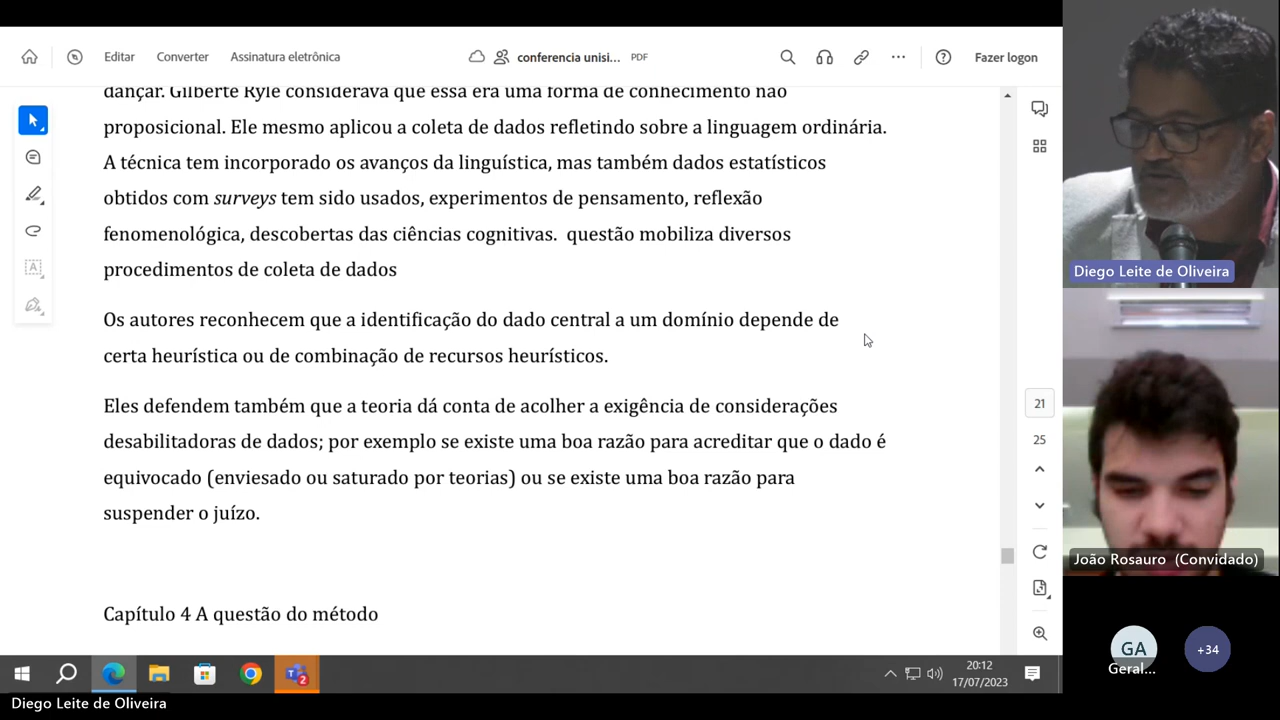 Editar
Converter
Assinatura eletrônica
conferencia unisi...
PDF
Fazer logon
dançar. Gilberte Ryle considerava que essa era uma forma de conhecimento não
proposicional. Ele mesmo aplicou a coleta de dados refletindo sobre a linguagem ordinária.
A técnica tem incorporado os avanços da linguística, mas também dados estatísticos
obtidos com surveys tem sido usados, experimentos de pensamento, reflexão
fenomenológica, descobertas das ciências cognitivas.  questão mobiliza diversos
procedimentos de coleta de dados
Os autores reconhecem que a identificação do dado central a um domínio depende de
certa heurística ou de combinação de recursos heurísticos.
Eles defendem também que a teoria dá conta de acolher a exigência de considerações
desabilitadoras de dados; por exemplo se existe uma boa razão para acreditar que o dado é
equivocado (enviesado ou saturado por teorias) ou se existe uma boa razão para
suspender o juízo.
Capítulo 4 A questão do método
21
25
Diego Leite de Oliveira
João Rosauro (Convidado)
GA
Geral...
+34
2
20:12
17/07/2023
Diego Leite de Oliveira